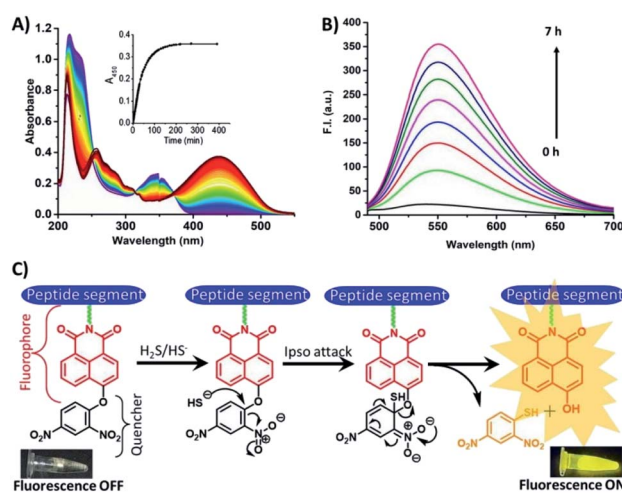 A)
1.2
1.0
0.8
0.6
0.4
0.2
0.0
Absorbance
200 250 300 350 400 450 500
Wavelength (nm)
0.4
0.3
0.2
0.1
0.0
A450
0 100 200 300 400
Time (min)
B)
400
350
300
250
200
150
100
50
0
F.I. (a.u.)
500 550 600 650 700
Wavelength (nm)
7 h
0 h
C)
Peptide segment
Peptide segment
Peptide segment
Peptide segment
Fluorophore
O N O
O N O
O N O
O N O
H₂S/HS⁻
Ipso attack
O
O
SH
O
OH
HS⊖
SH
+
O₂N NO₂
O₂N N O⊖
O⊕
O₂N N O⊖
O⊖
O₂N NO₂
Quencher
Fluorescence OFF
Fluorescence ON